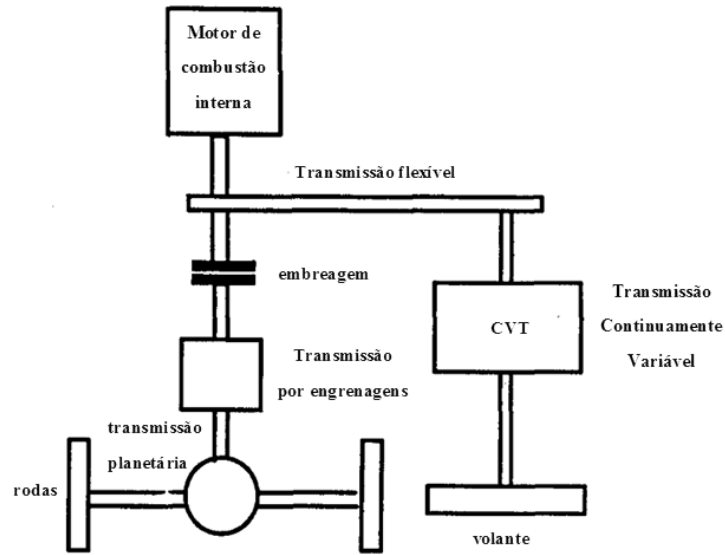 Motor de
combustão
interna
Transmissão flexível
embreagem
CVT
Transmissão
Continuamente
Variável
Transmissão
por engrenagens
transmissão
planetária
rodas
volante